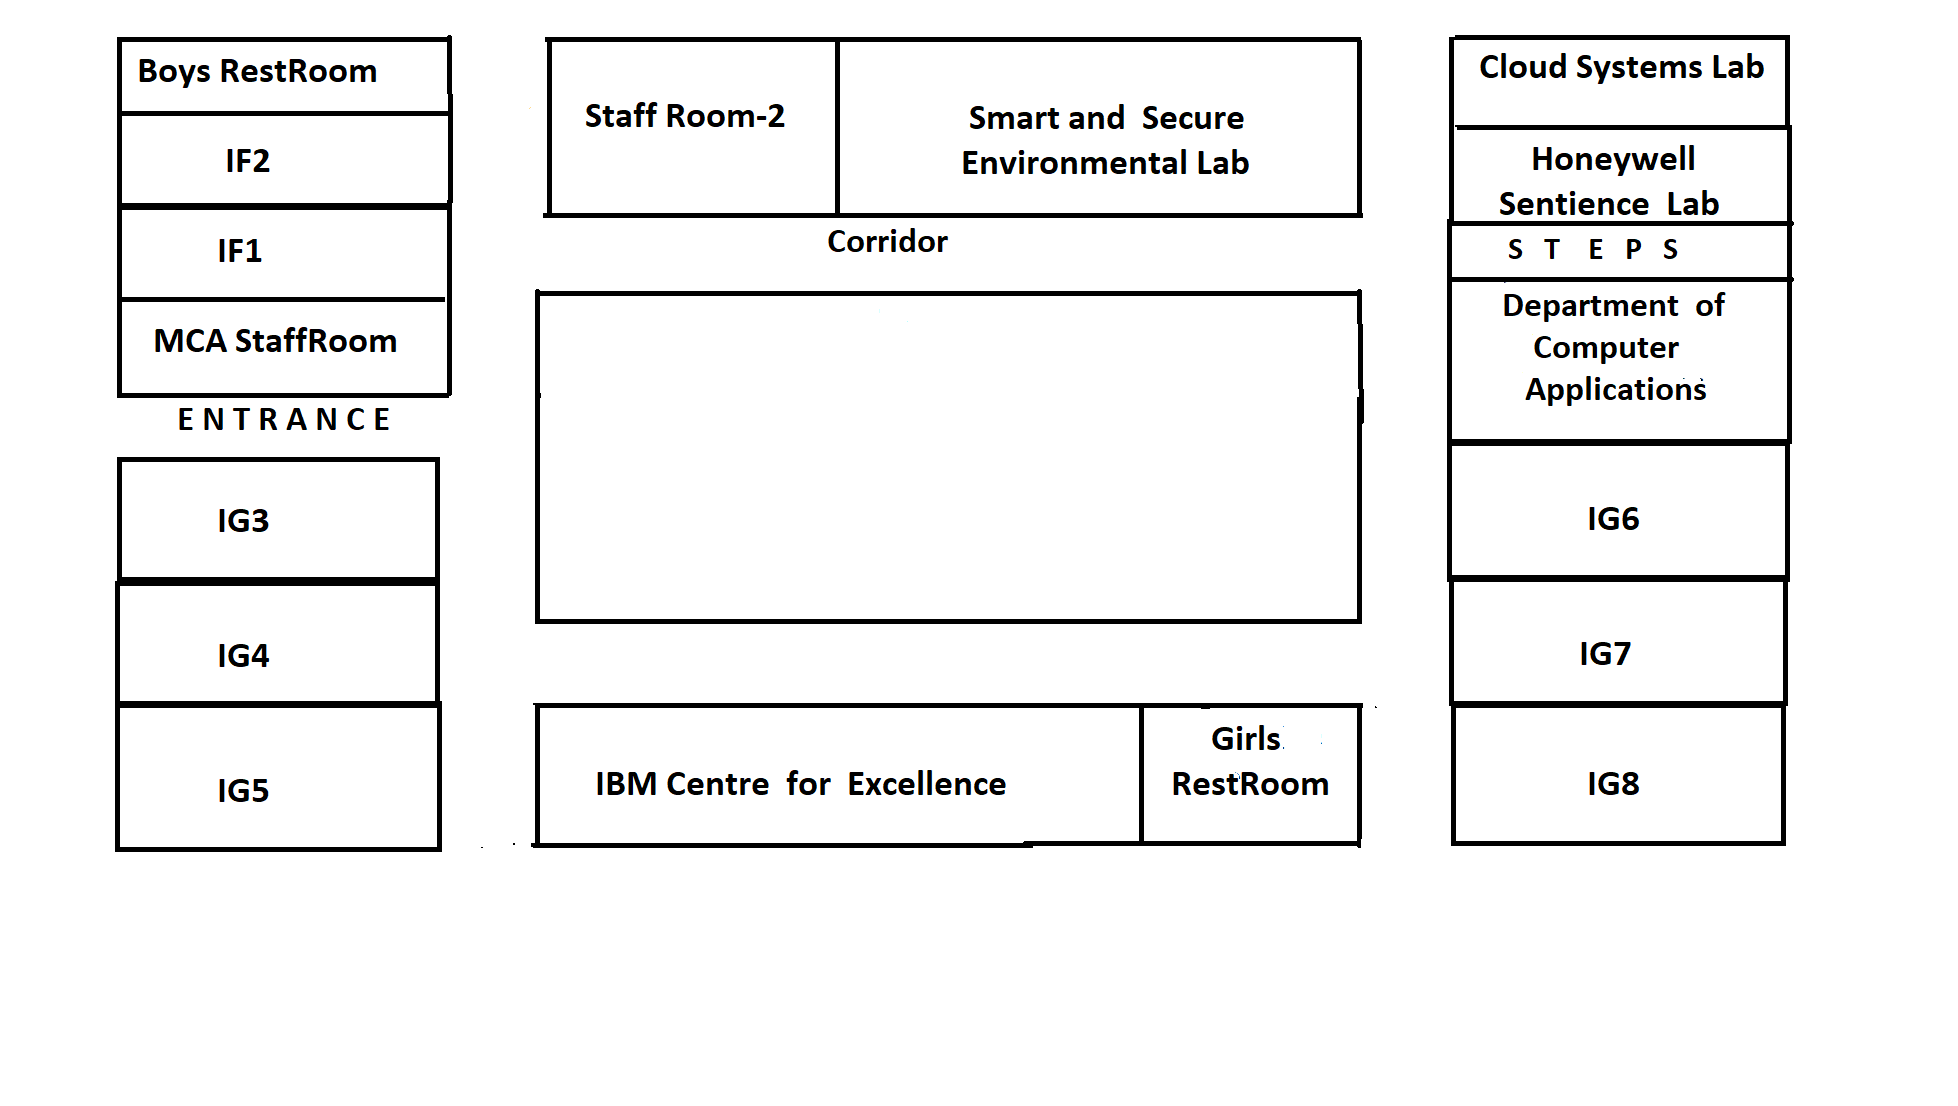 Boys RestRoom
IF2
IF1
MCA StaffRoom
E N T R A N C E
IG3
IG4
IG5
Staff Room-2
Smart and Secure
Environmental Lab
Corridor
IBM Centre for Excellence
Girls
RestRoom
Cloud Systems Lab
Honeywell
Sentience Lab
S T E P S
Department of
Computer
Applications
IG6
IG7
IG8